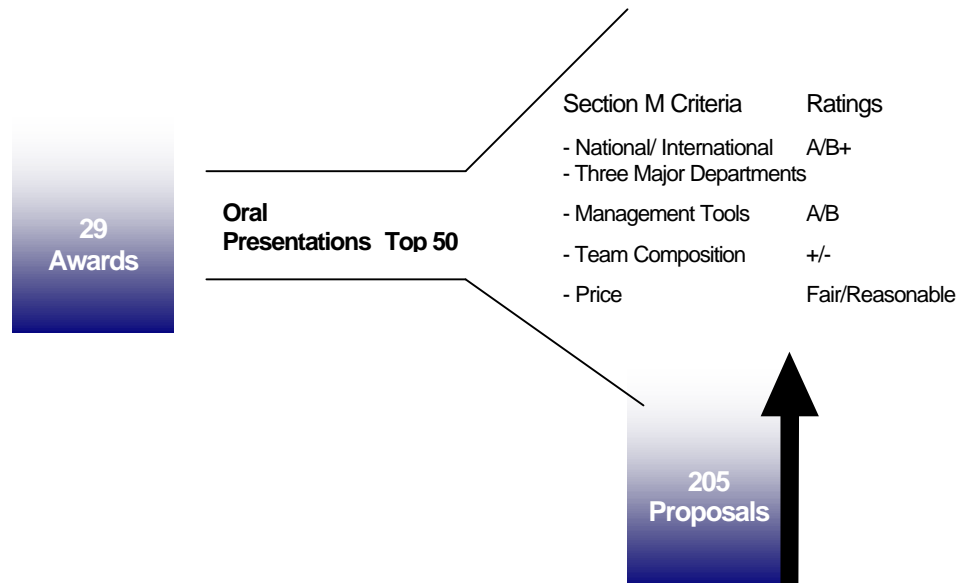 Section M Criteria Ratings
- National/ International A/B+
- Three Major Departments
- Management Tools A/B
- Team Composition +/-
- Price Fair/Reasonable
Oral
Presentations Top 50
29
Awards
205
Proposals